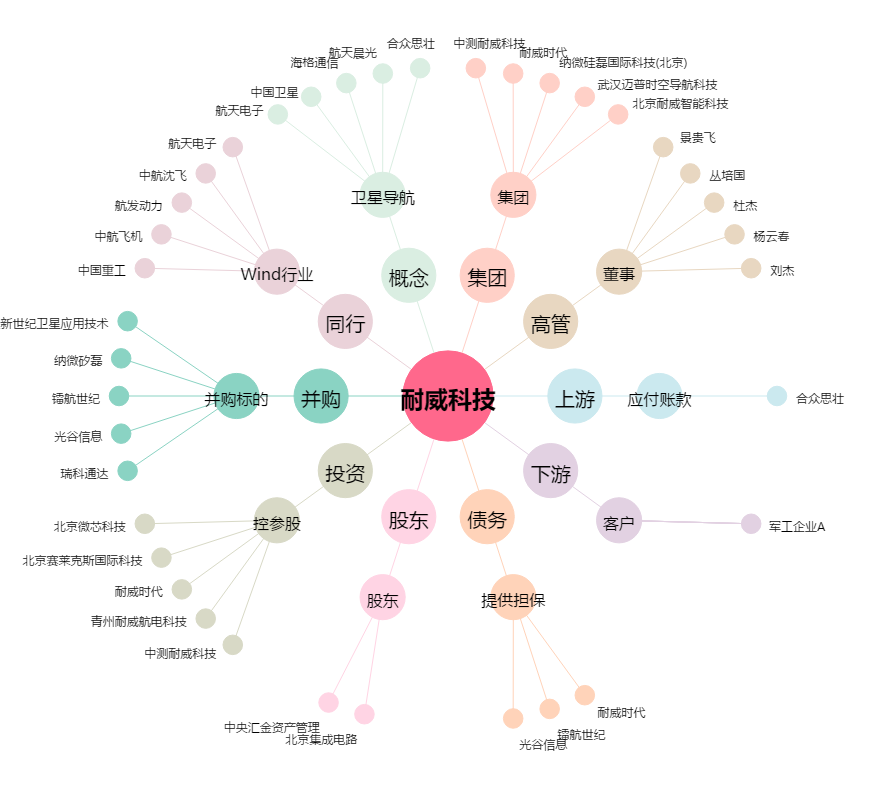 合众思壮
中测耐威科技
航天晨光
耐威时代
海格通信
纳微硅磊国际科技(北京)
中国卫星
武汉迈普时空导航科技
航天电子
北京耐威智能科技
航天电子
景贵飞
中航沈飞
丛培国
卫星导航
集团
航发动力
杜杰
中航飞机
杨云春
中国重工
Wind行业
概念
集团
董事
刘杰
同行
高管
新世纪卫星应用技术
纳微矽磊
镭航世纪
并购标的
并购
耐威科技
上游
应付账款
合众思壮
光谷信息
瑞科通达
投资
下游
北京微芯科技
控参股
股东
债务
客户
军工企业A
北京赛莱克斯国际科技
耐威时代
股东
提供担保
青州耐威航电科技
中测耐威科技
中央汇金资产管理
北京集成电路
耐威时代
镭航世纪
光谷信息